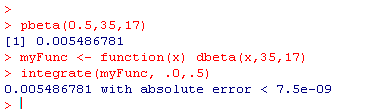 >
> pbeta(0.5,35,17)
[1] 0.005486781
> myFunc <- function(x) dbeta(x,35,17)
> integrate(myFunc, .0,.5)
0.005486781 with absolute error < 7.5e-09
>